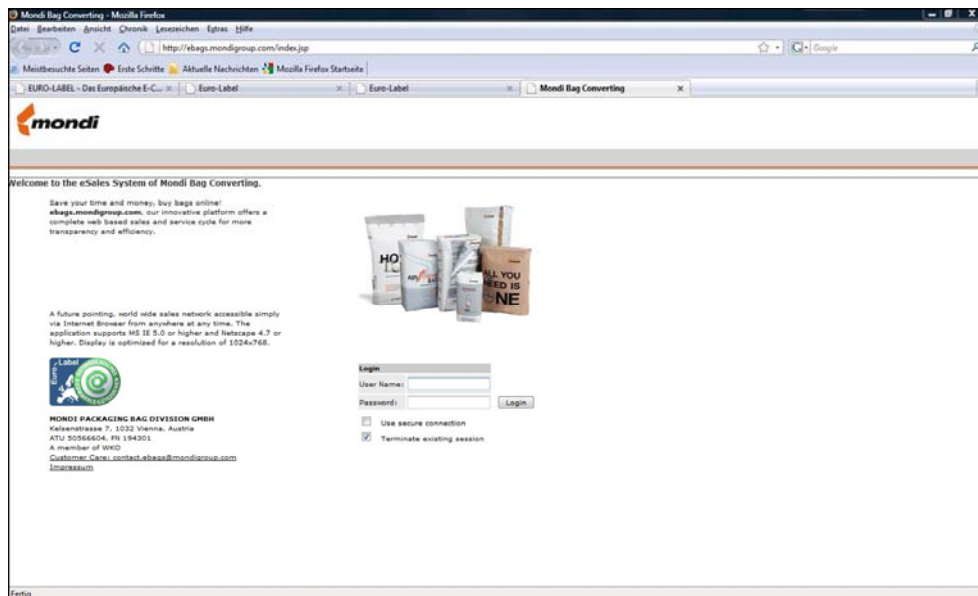 Mondi Bag Converting - Mozilla Firefox
Datei Bearbeiten Ansicht Chronik Lesezeichen Extras Hilfe
http://ebags.mondigroup.com/index.jsp
Google
Meistbesuchte Seiten Erste Schritte Aktuelle Nachrichten Mozilla Firefox Startseite
EURO-LABEL - Das Europäische E-C... Euro-Label Euro-Label Mondi Bag Converting
mondi
Welcome to the eSales System of Mondi Bag Converting.
Save your time and money, buy bags online!
ebags.mondigroup.com, our innovative platform offers a
complete web based sales and service cycle for more
transparency and efficiency.
ALL YOU
NEED IS
ONE
A future pointing, world wide sales network accessible simply
via Internet Browser from anywhere at any time. The
application supports MS IE 5.0 or higher and Netscape 4.7 or
higher. Display is optimized for a resolution of 1024x768.
Euro-Label
Login
User Name:
Password: Login
Use secure connection
Terminate existing session
MONDI PACKAGING BAG DIVISION GMBH
Kelsenstrasse 7, 1032 Vienna, Austria
ATU 50566604, FN 194301
A member of WKO
Customer Care: contact.ebags@mondigroup.com
Impressum
Fertig